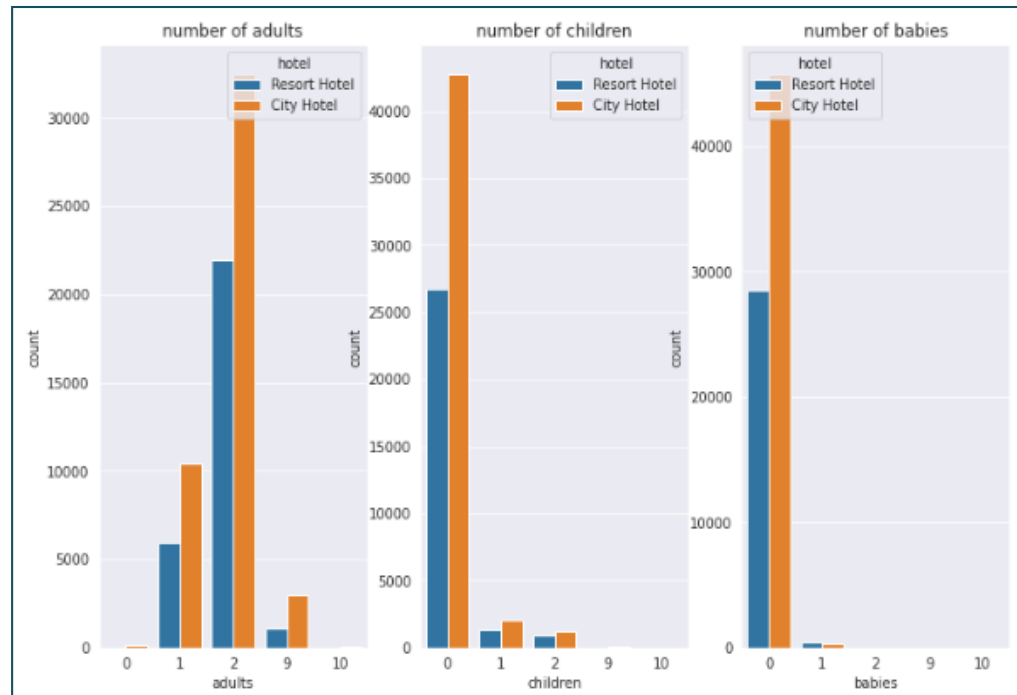 number of adults
hotel
Resort Hotel
City Hotel
30000
25000
20000
15000
10000
5000
0
count
0 1 2 9 10
adults
number of children
hotel
Resort Hotel
City Hotel
40000
35000
30000
25000
20000
15000
10000
5000
0
count
0 1 2 9 10
children
number of babies
hotel
Resort Hotel
City Hotel
40000
30000
20000
10000
0
count
0 1 2 9 10
babies